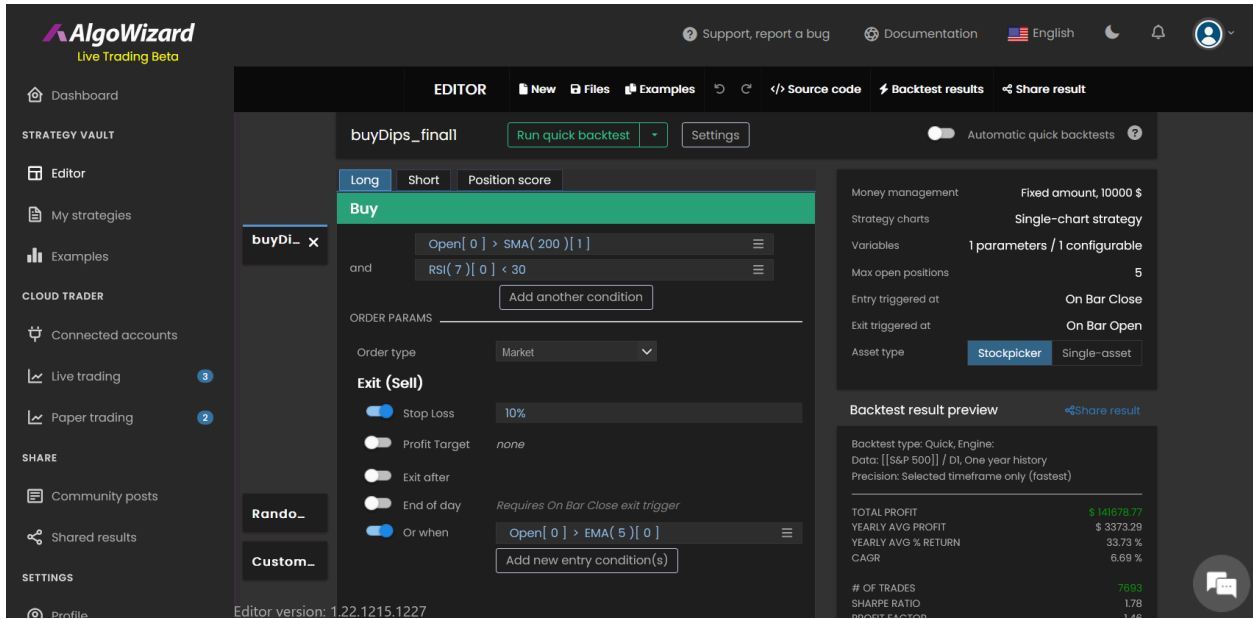 AlgoWizard
Live Trading Beta
Support, report a bug
Documentation
English
Dashboard
STRATEGY VAULT
Editor
My strategies
Examples
CLOUD TRADER
Connected accounts
Live trading 3
Paper trading 2
SHARE
Community posts
Shared results
SETTINGS
Profile
EDITOR New Files Examples </> Source code Backtest results Share result
buyDi...
Rando...
Custom...
buyDips_final1 Run quick backtest Settings
Automatic quick backtests ?
Long Short Position score
Buy
Open[ 0 ] > SMA( 200 )[ 1 ]
and RSI( 7 )[ 0 ] < 30
Add another condition
ORDER PARAMS
Order type Market
Exit (Sell)
Stop Loss 10%
Profit Target none
Exit after
End of day Requires On Bar Close exit trigger
Or when Open[ 0 ] > EMA( 5 )[ 0 ]
Add new entry condition(s)
Editor version: 1.22.1215.1227
Money management Fixed amount, 10000 $
Strategy charts Single-chart strategy
Variables 1 parameters / 1 configurable
Max open positions 5
Entry triggered at On Bar Close
Exit triggered at On Bar Open
Asset type Stockpicker Single-asset
Backtest result preview Share result
Backtest type: Quick, Engine:
Data: [[S&P 500]] / D1, One year history
Precision: Selected timeframe only (fastest)
TOTAL PROFIT $ 141678.77
YEARLY AVG PROFIT $ 3373.29
YEARLY AVG % RETURN 33.73 %
CAGR 6.69 %
# OF TRADES 7693
SHARPE RATIO 1.78
PROFIT FACTOR 1.46